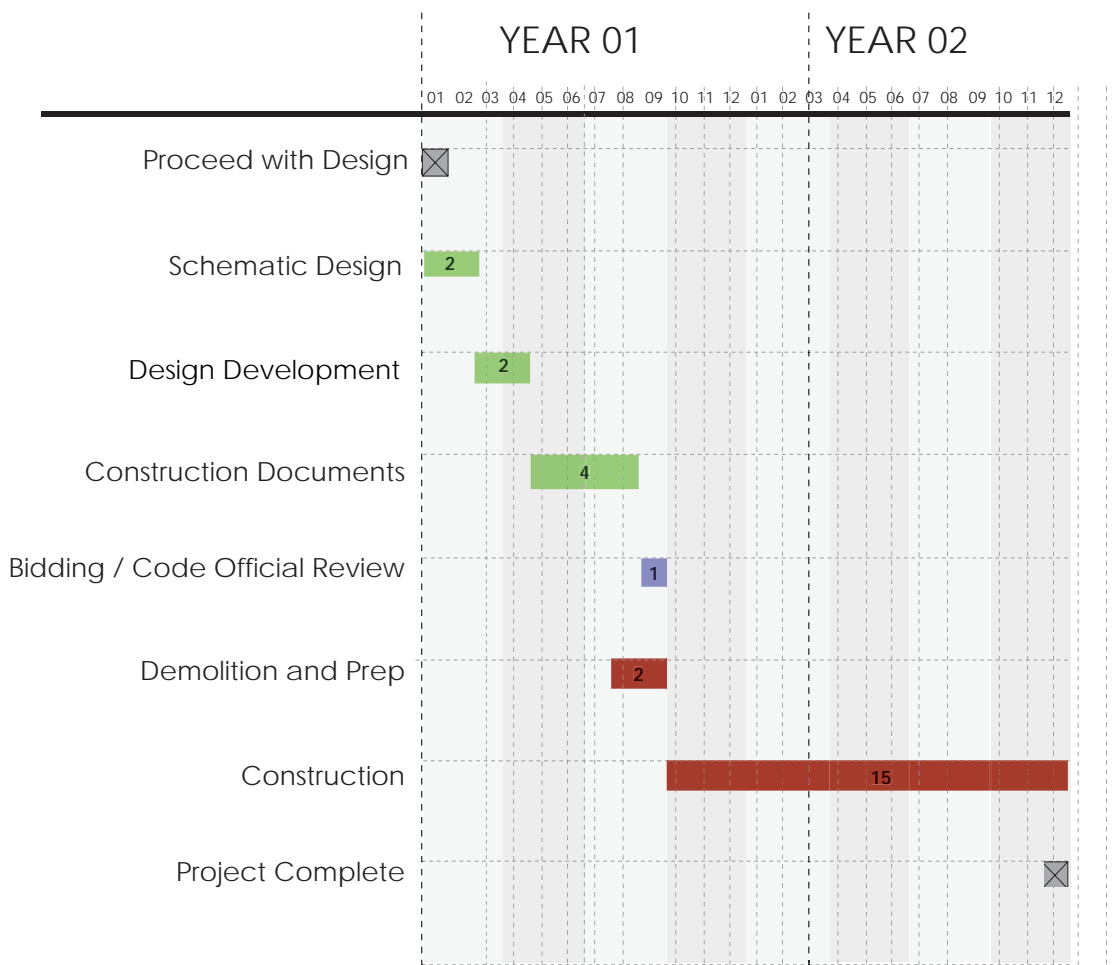 YEAR 01 YEAR 02
01 02 03 04 05 06 07 08 09 10 11 12 01 02 03 04 05 06 07 08 09 10 11 12
Proceed with Design
Schematic Design 2
Design Development 2
Construction Documents 4
Bidding / Code Official Review 1
Demolition and Prep 2
Construction 15
Project Complete